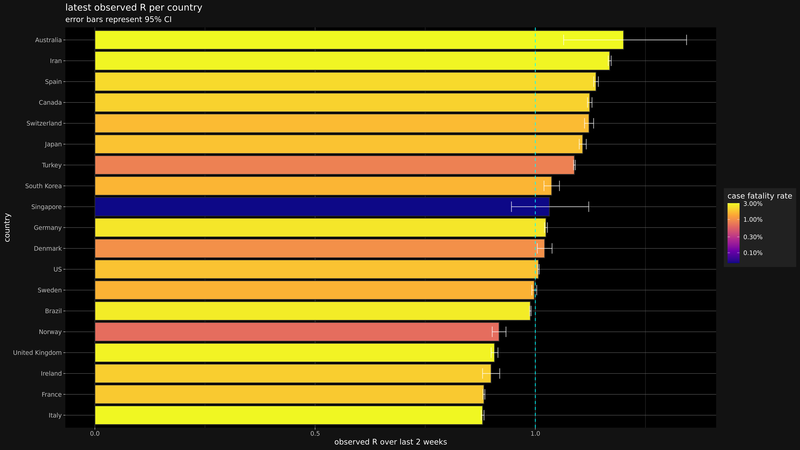 latest observed R per country
error bars represent 95% CI
Australia
Iran
Spain
Canada
Switzerland
Japan
Turkey
South Korea
Singapore
Germany
Denmark
US
Sweden
Brazil
Norway
United Kingdom
Ireland
France
Italy
country
0.0 0.5 1.0
observed R over last 2 weeks
case fatality rate
3.00%
1.00%
0.30%
0.10%